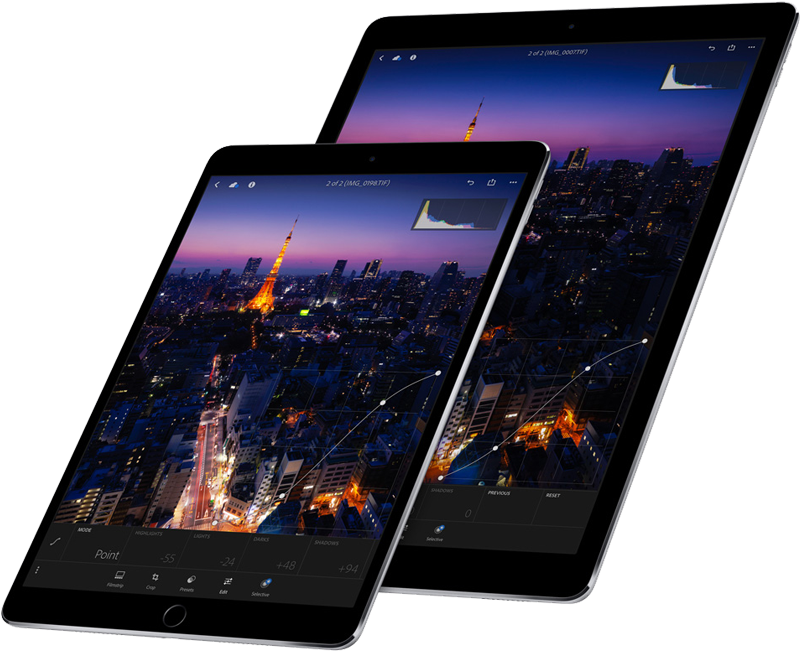 2 of 2 (IMG_0007.TIF)
2 of 2 (IMG_0198.TIF)
SHADOWS
PREVIOUS
RESET
0
Selective
MODE
HIGHLIGHTS
LIGHTS
DARKS
SHADOWS
Point
-55
-24
+48
+94
Filmstrip
Crop
Presets
Edit
Selective